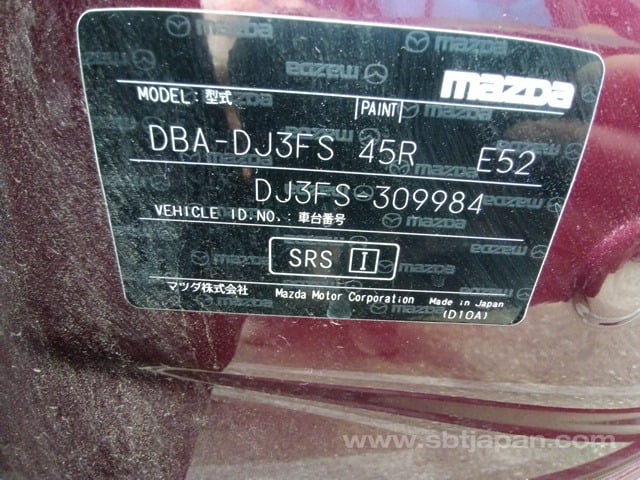 mazda
MODEL: 型式 PAINT
DBA-DJ3FS 45R E52
DJ3FS-309984
VEHICLE ID.NO.: 車台番号
SRS I
マツダ株式会社 Mazda Motor Corporation Made in Japan
(D10A)
www.sbtjapan.com